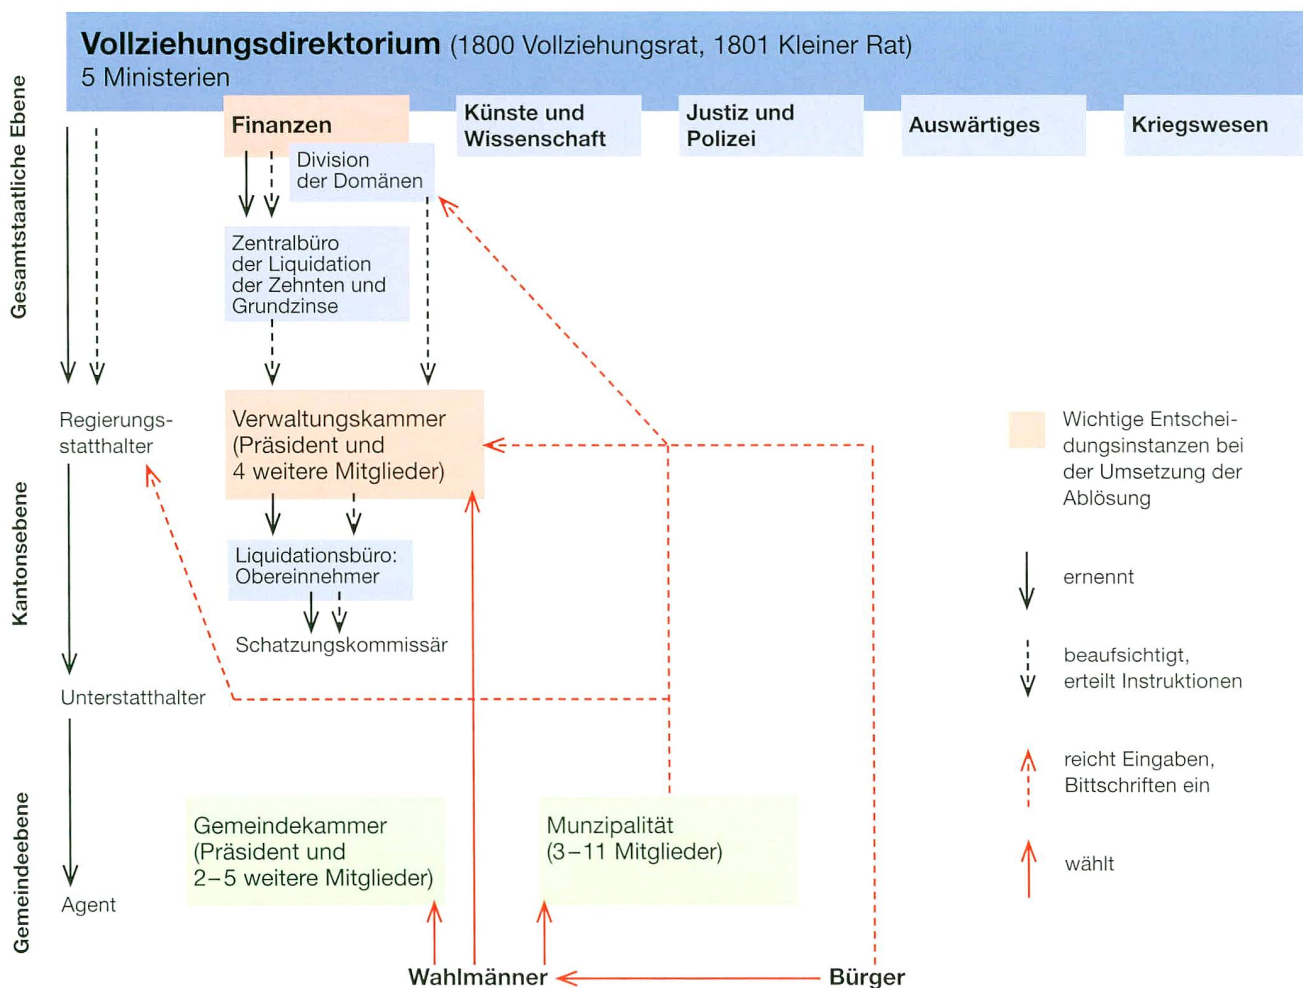 Vollziehungsdirektorium (1800 Vollziehungsrat, 1801 Kleiner Rat)
5 Ministerien
Gesamtstaatliche Ebene
Finanzen
Künste und
Wissenschaft
Justiz und
Polizei
Auswärtiges
Kriegswesen
Division
der Domänen
Zentralbüro
der Liquidation
der Zehnten und
Grundzinse
Kantonsebene
Regierungs-
statthalter
Verwaltungskammer
(Präsident und
4 weitere Mitglieder)
Liquidationsbüro:
Obereinnehmer
Schatzungskommissär
Unterstatthalter
Gemeindeebene
Gemeindekammer
(Präsident und
2–5 weitere Mitglieder)
Munzipalität
(3–11 Mitglieder)
Agent
Wahlmänner
Bürger
Wichtige Entschei-
dungsinstanzen bei
der Umsetzung der
Ablösung
ernennt
beaufsichtigt,
erteilt Instruktionen
reicht Eingaben,
Bittschriften ein
wählt